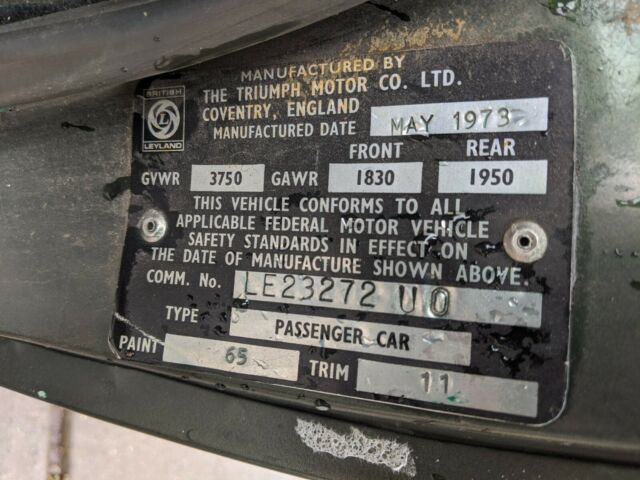 MANUFACTURED BY
THE TRIUMPH MOTOR CO. LTD.
COVENTRY, ENGLAND
BRITISH
L
LEYLAND
MANUFACTURED DATE MAY 1973
FRONT REAR
GVWR 3750 GAWR 1830 1950
THIS VEHICLE CONFORMS TO ALL
APPLICABLE FEDERAL MOTOR VEHICLE
SAFETY STANDARDS IN EFFECT ON
THE DATE OF MANUFACTURE SHOWN ABOVE.
COMM. No. LE23272 UO
TYPE PASSENGER CAR
PAINT 65 TRIM 11